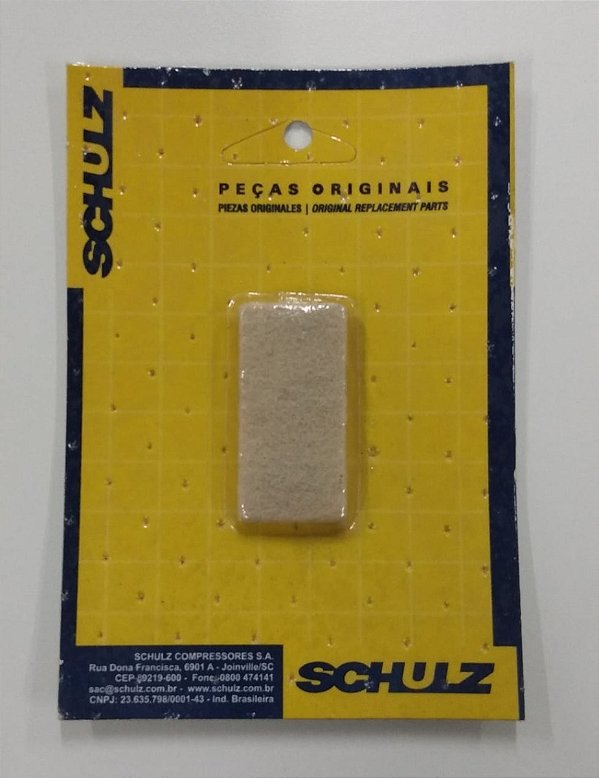 SCHULZ
PEÇAS ORIGINAIS
PIEZAS ORIGINALES | ORIGINAL REPLACEMENT PARTS
SCHULZ COMPRESSORES S.A.
Rua Dona Francisca, 6901 A - Joinville/SC
CEP 89219-600 - Fone 0800 474141
sac@schulz.com.br - www.schulz.com.br
CNPJ: 23.635.798/0001-43 - Ind. Brasileira
SCHULZ